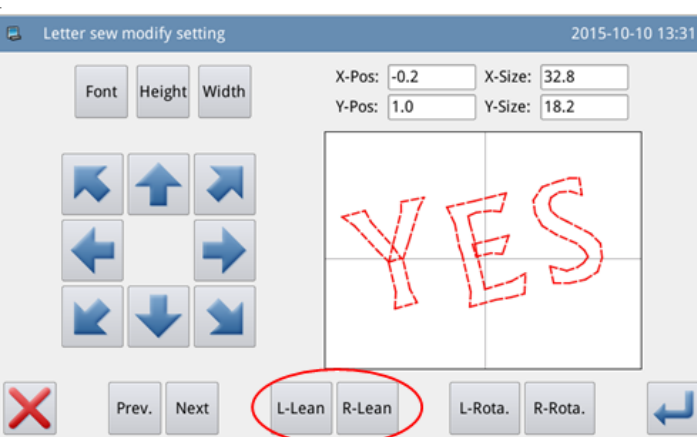 Letter sew modify setting 2015-10-10 13:31
Font Height Width
X-Pos: -0.2 X-Size: 32.8
Y-Pos: 1.0 Y-Size: 18.2
YES
Prev. Next L-Lean R-Lean L-Rota. R-Rota.